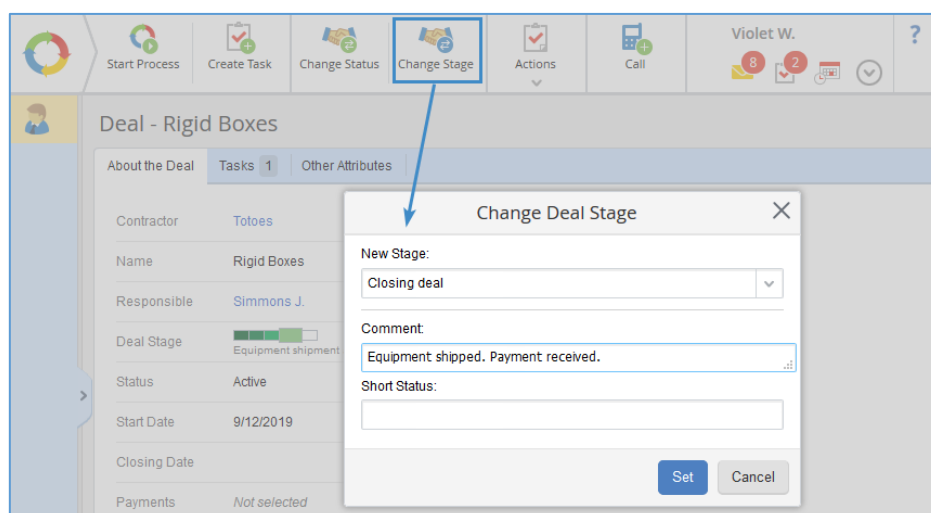 Start Process
Create Task
Change Status
Change Stage
Actions
Call
Violet W.
8
2
?
Deal - Rigid Boxes
About the Deal
Tasks 1
Other Attributes
Contractor Totoes
Name Rigid Boxes
Responsible Simmons J.
Deal Stage
Equipment shipment
Status Active
Start Date 9/12/2019
Closing Date
Payments Not selected
Change Deal Stage
New Stage:
Closing deal
Comment:
Equipment shipped. Payment received.
Short Status:
Set
Cancel